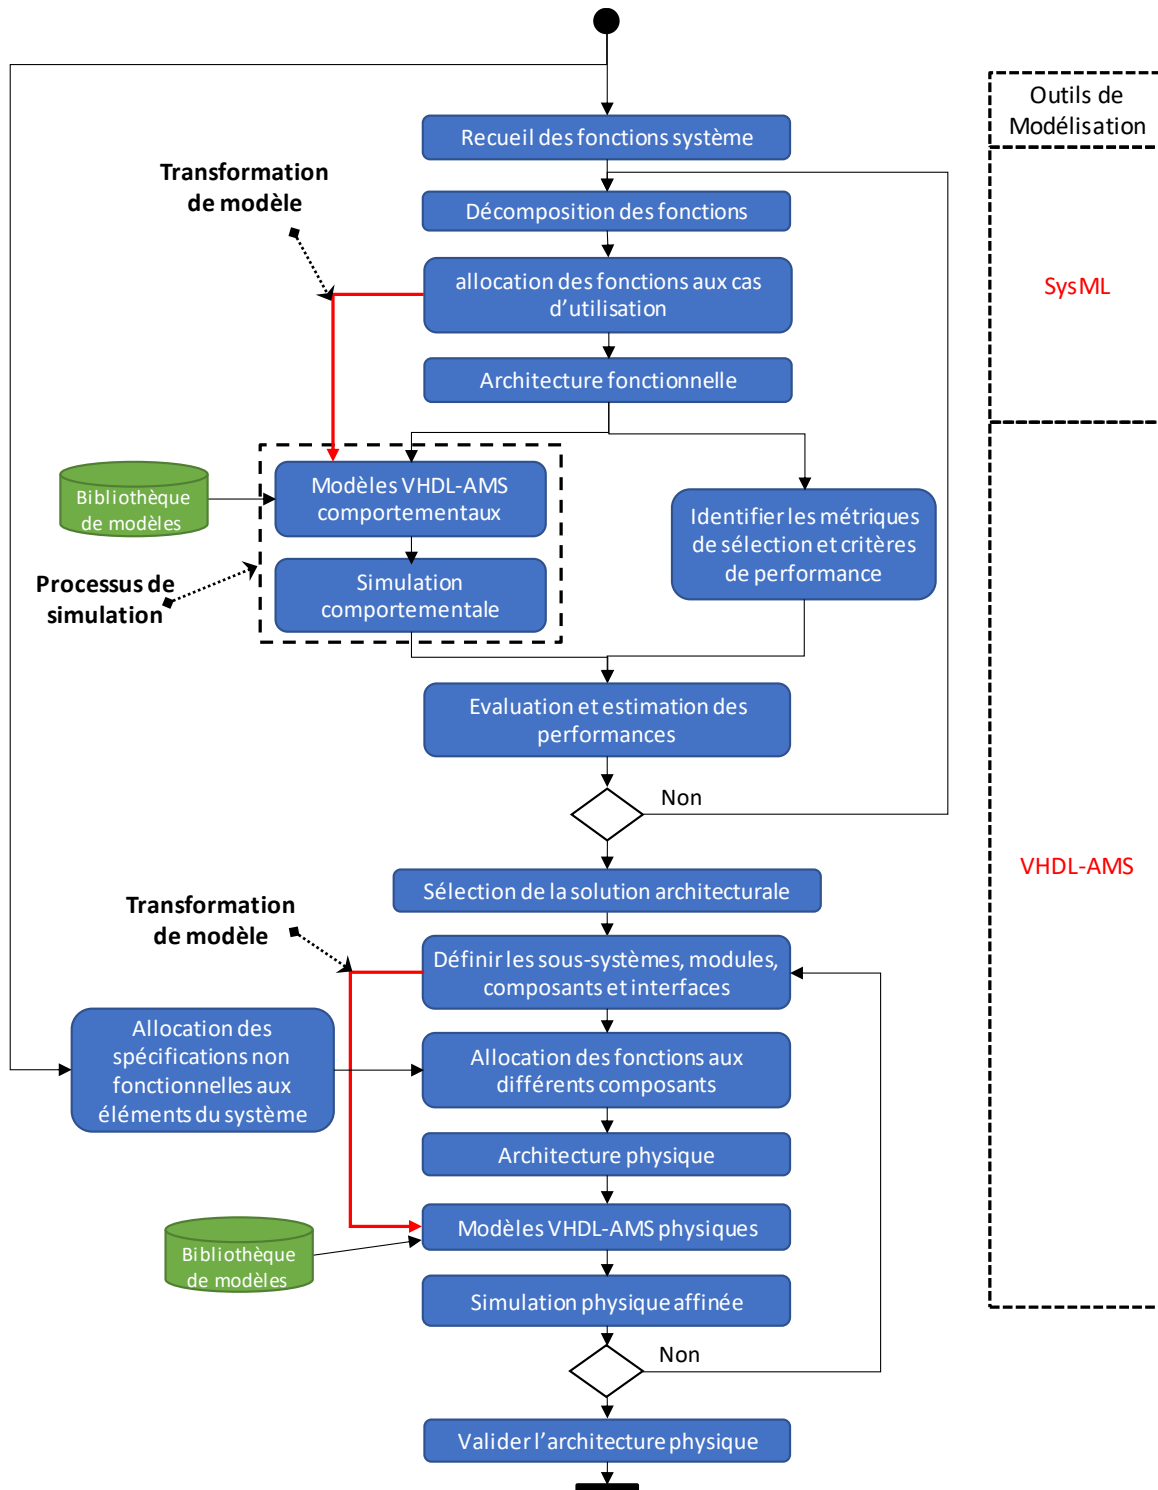 Outils de
Modélisation
Recueil des fonctions système
Transformation
de modèle
Décomposition des fonctions
allocation des fonctions aux cas
d’utilisation
SysML
Architecture fonctionnelle
Bibliothèque
de modèles
Modèles VHDL-AMS
comportementaux
Identifier les métriques
de sélection et critères
de performance
Processus de
simulation
Simulation
comportementale
Evaluation et estimation des
performances
Non
VHDL-AMS
Sélection de la solution architecturale
Transformation
de modèle
Définir les sous-systèmes, modules,
composants et interfaces
Allocation des
spécifications non
fonctionnelles aux
éléments du système
Allocation des fonctions aux
différents composants
Architecture physique
Modèles VHDL-AMS physiques
Bibliothèque
de modèles
Simulation physique affinée
Non
Valider l’architecture physique